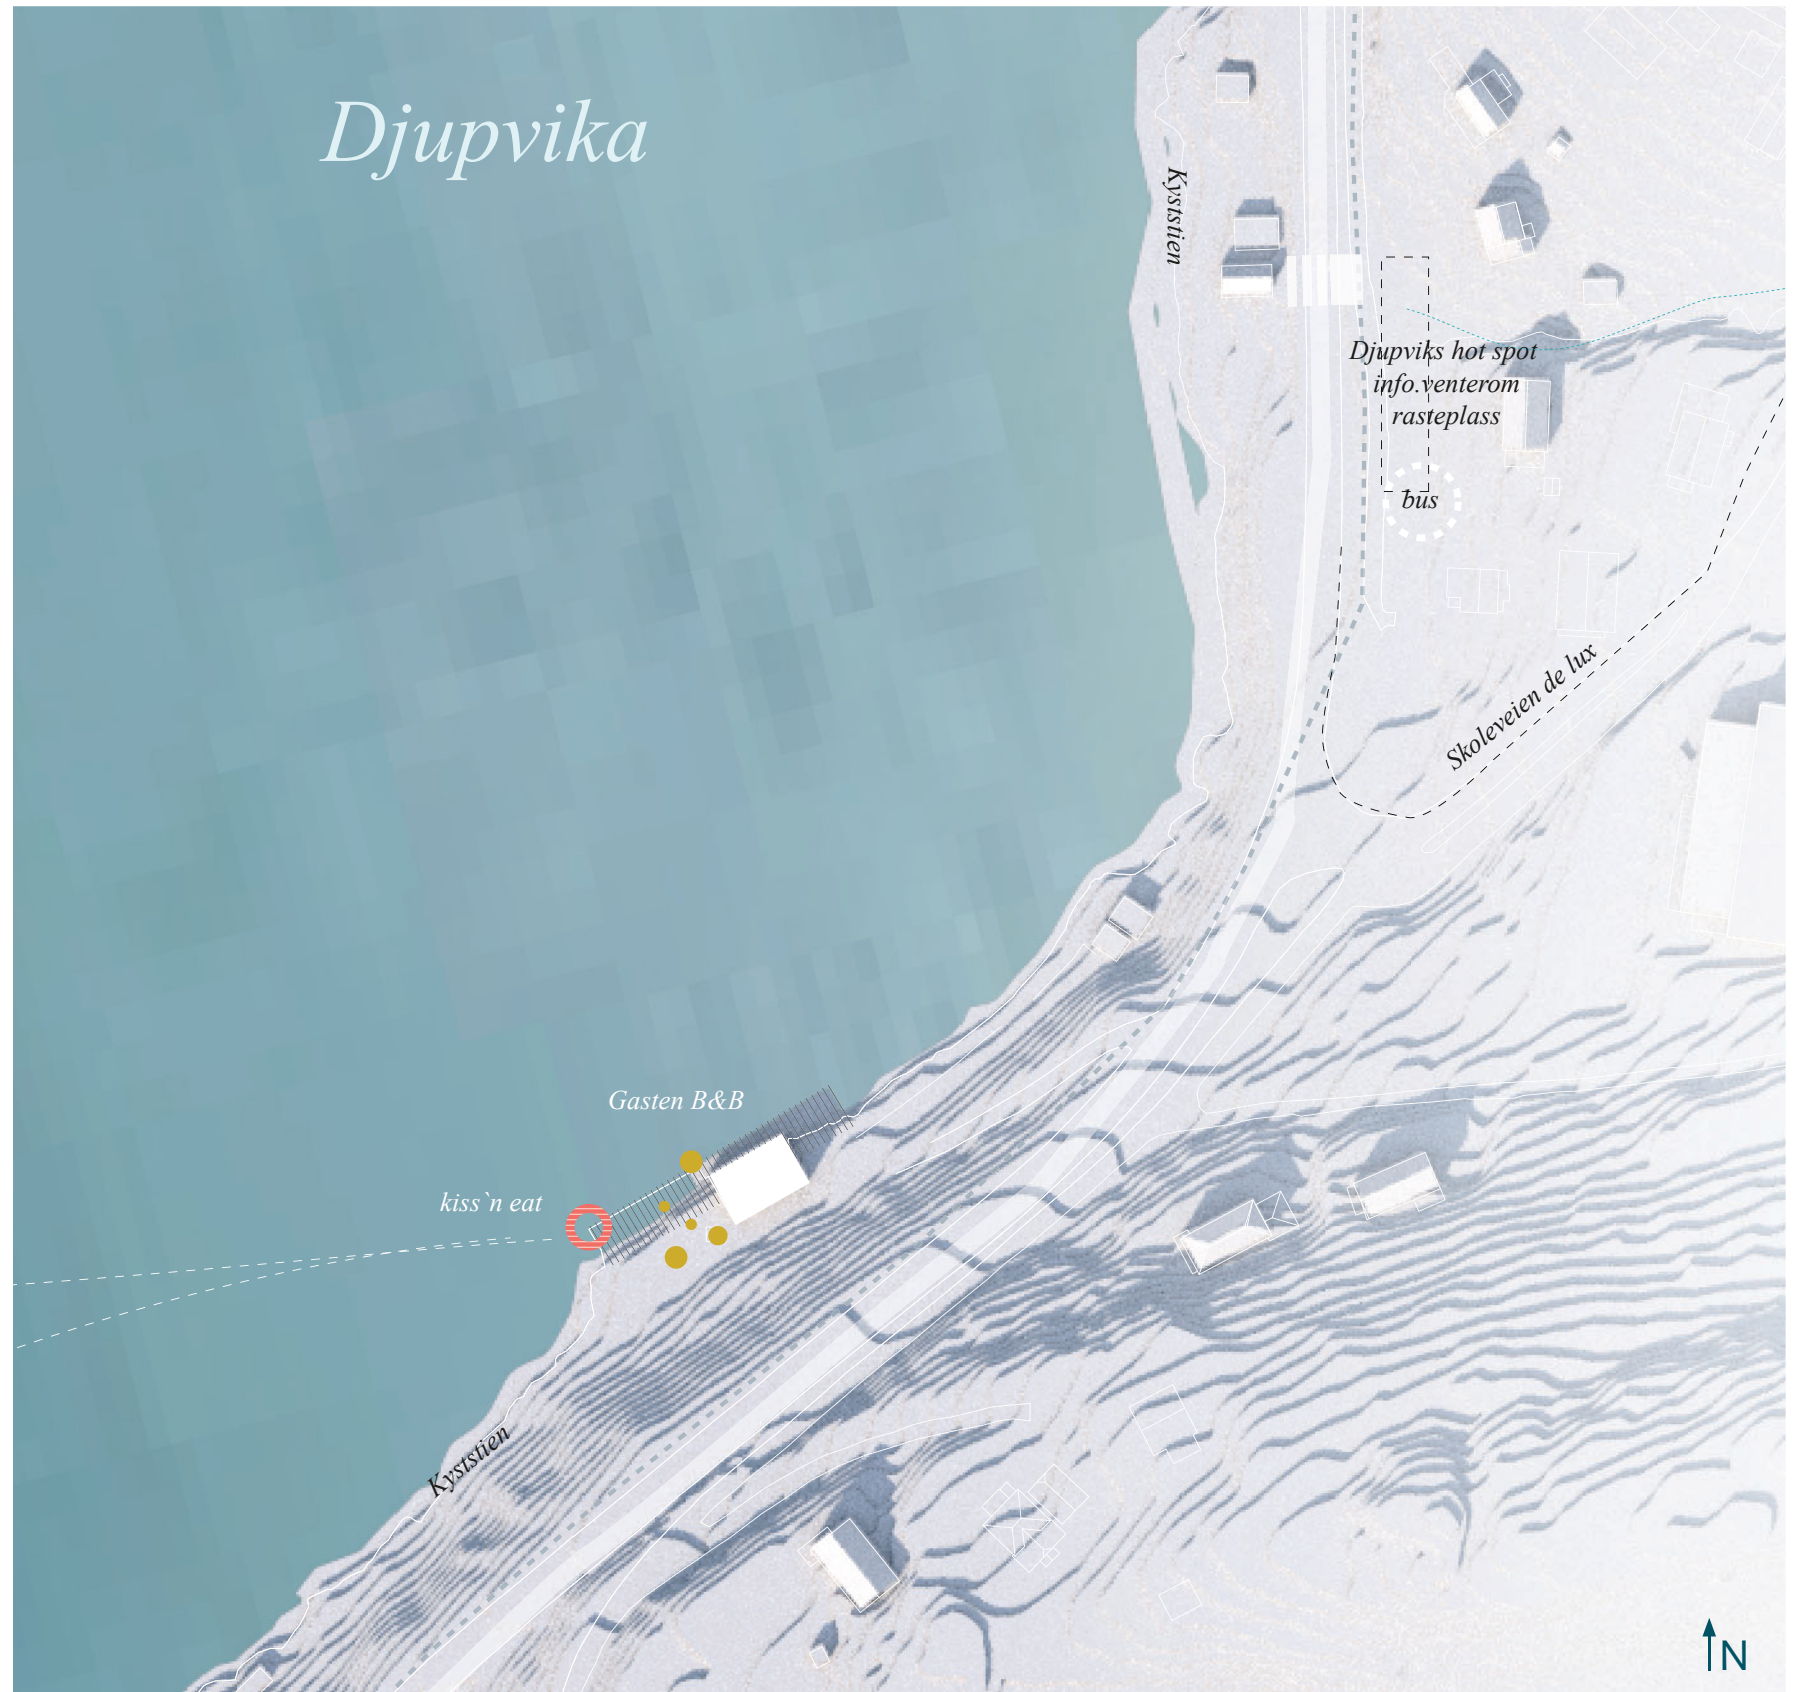 Djupvika
Kyststien
Djupviks hot spot
info.venterom
rasteplass
bus
Skoleveien de lux
Gasten B&B
kiss`n eat
Kyststien
N